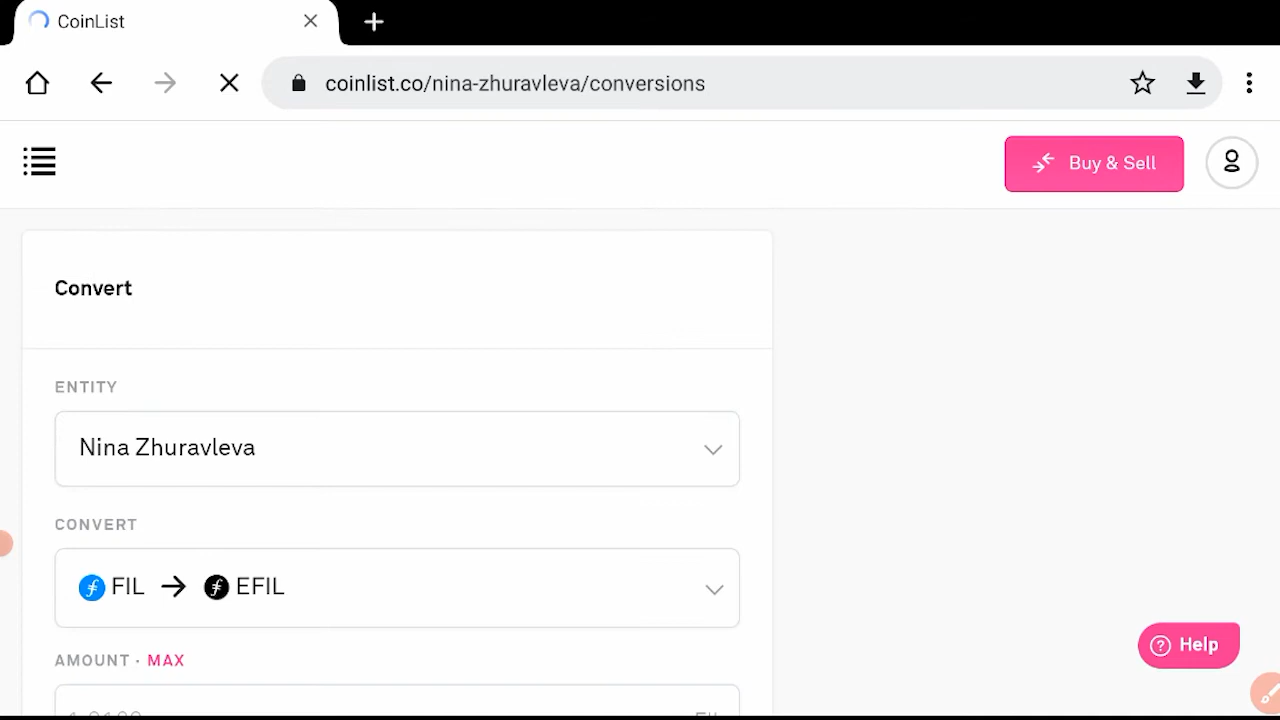 CoinList
coinlist.co/nina-zhuravleva/conversions
Buy & Sell
Convert
ENTITY
Nina Zhuravleva
CONVERT
FIL → EFIL
AMOUNT · MAX
Help